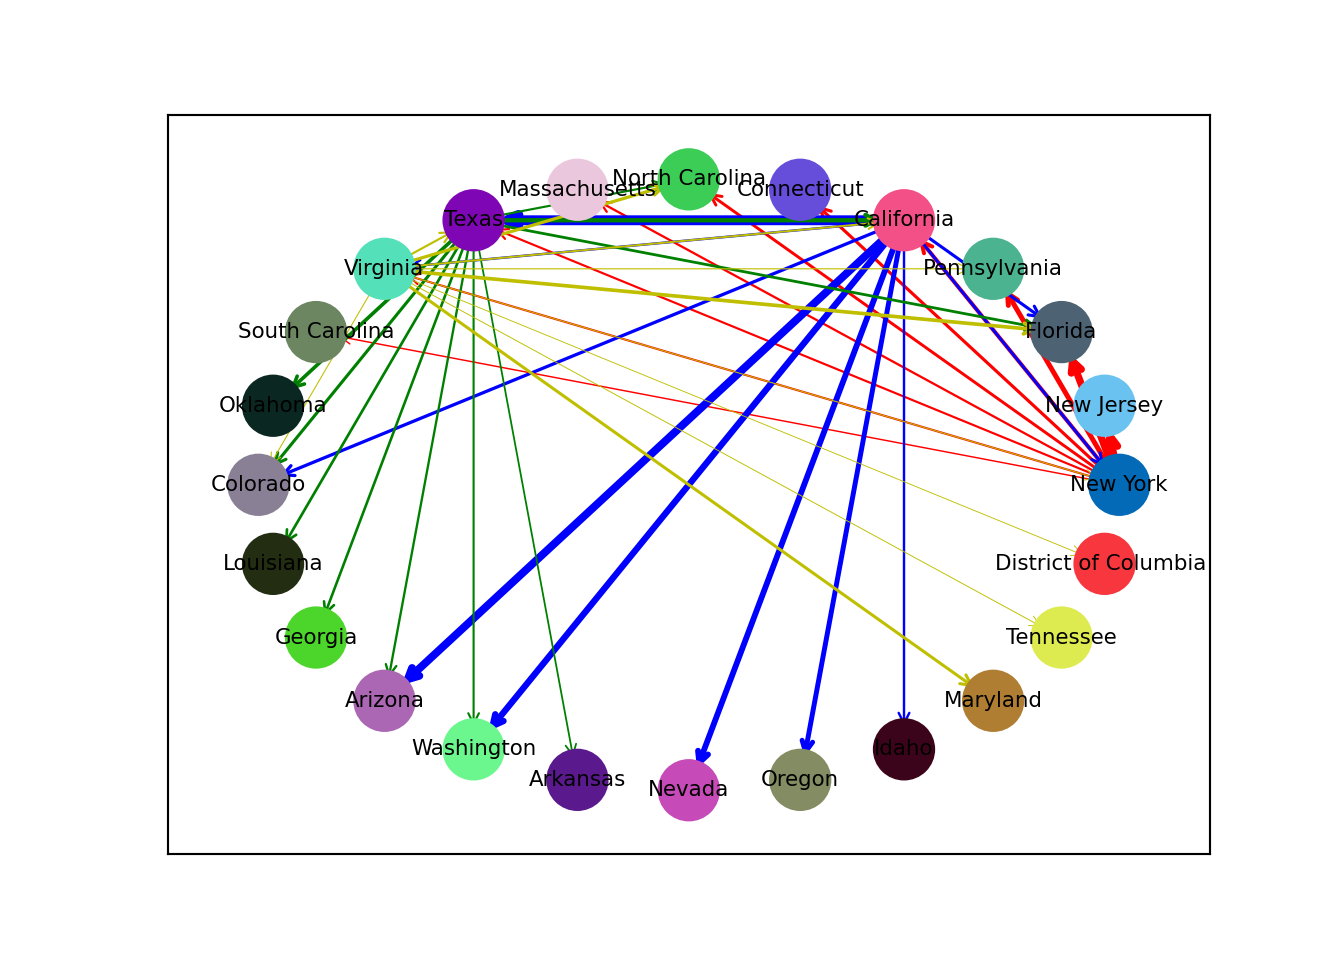 North Carolina
Massachusetts
Connecticut
Texas
California
Virginia
Pennsylvania
South Carolina
Florida
Oklahoma
New Jersey
Colorado
New York
Louisiana
District of Columbia
Georgia
Tennessee
Arizona
Maryland
Washington
Idaho
Arkansas
Oregon
Nevada